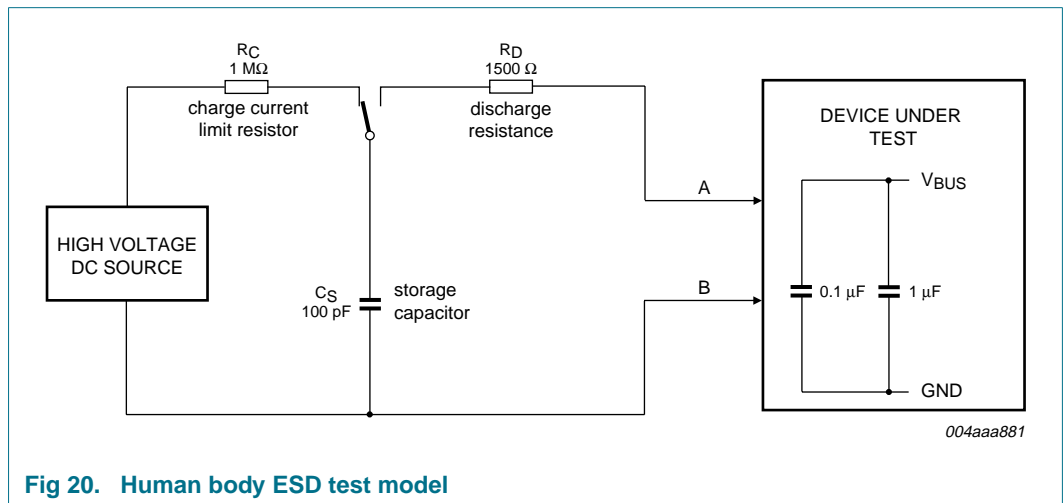 RC
1 MΩ
charge current
limit resistor
RD
1500 Ω
discharge
resistance
DEVICE UNDER
TEST
VBUS
A
HIGH VOLTAGE
DC SOURCE
CS
100 pF
storage
capacitor
B
0.1 μF
1 μF
GND
004aaa881
Fig 20. Human body ESD test model